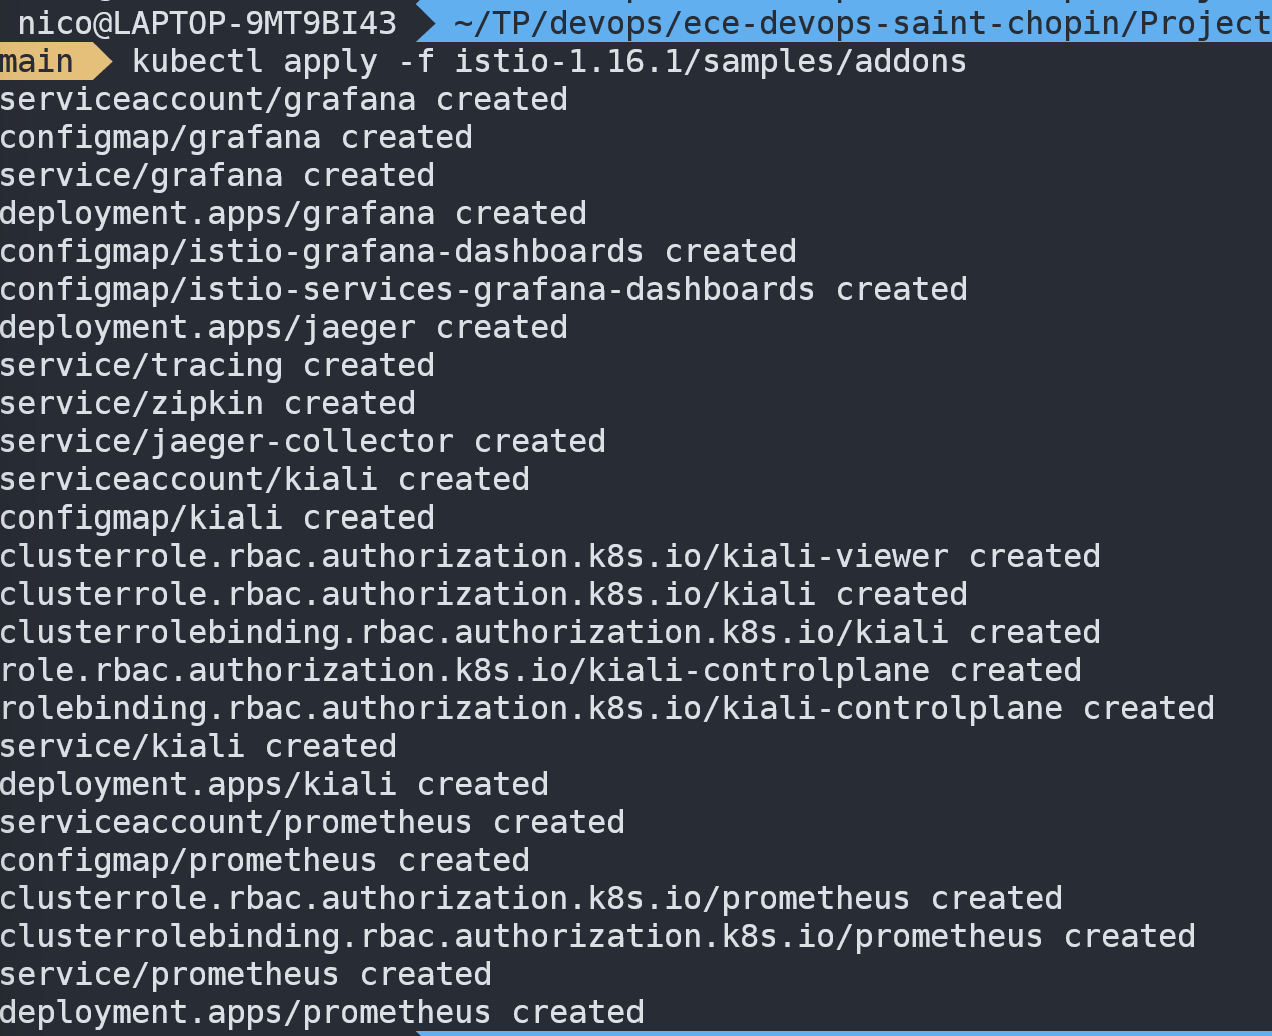 nico@LAPTOP-9MT9BI43 ~/TP/devops/ece-devops-saint-chopin/Project
main kubectl apply -f istio-1.16.1/samples/addons
serviceaccount/grafana created
configmap/grafana created
service/grafana created
deployment.apps/grafana created
configmap/istio-grafana-dashboards created
configmap/istio-services-grafana-dashboards created
deployment.apps/jaeger created
service/tracing created
service/zipkin created
service/jaeger-collector created
serviceaccount/kiali created
configmap/kiali created
clusterrole.rbac.authorization.k8s.io/kiali-viewer created
clusterrole.rbac.authorization.k8s.io/kiali created
clusterrolebinding.rbac.authorization.k8s.io/kiali created
role.rbac.authorization.k8s.io/kiali-controlplane created
rolebinding.rbac.authorization.k8s.io/kiali-controlplane created
service/kiali created
deployment.apps/kiali created
serviceaccount/prometheus created
configmap/prometheus created
clusterrole.rbac.authorization.k8s.io/prometheus created
clusterrolebinding.rbac.authorization.k8s.io/prometheus created
service/prometheus created
deployment.apps/prometheus created